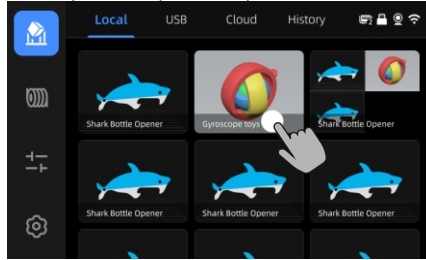 Local USB Cloud History
Shark Bottle Opener Gyroscope toys Shark Bottle Opener
Shark Bottle Opener Shark Bottle Opener Shark Bottle Opener